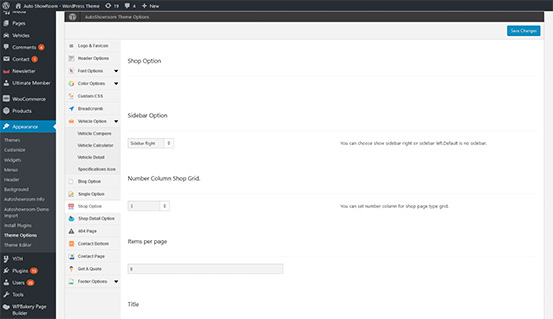 Auto ShowRoom - WordPress Theme
19
4
New
Pages
Vehicles
Comments 4
Contact 1
Newsletter
Ultimate Member
WooCommerce
Products
Appearance
Themes
Customize
Widgets
Menus
Header
Background
Autoshowroom Info
Autoshowroom Demo
Import
Install Plugins
Theme Options
Theme Editor
YITH
Plugins
Users
Tools
WPBakery Page
Builder
AutoShowroom Theme Options
Save Changes
Logo & Favicon
Header Options
Font Options
Color Options
Custom CSS
Breadcrumb
Vehicle Option
Vehicle Compare
Vehicle Calculator
Vehicle Detail
Specifications Icon
Blog Option
Single Option
Shop Option
Shop Detail Option
404 Page
Contact Bottom
Contact Page
Get A Quote
Footer Options
Shop Option
Sidebar Option
Sidebar Right
You can choose show sidebar right or sidebar left.Default is no sidebar.
Number Column Shop Grid.
You can set number column for shop page type grid.
Items per page
Title